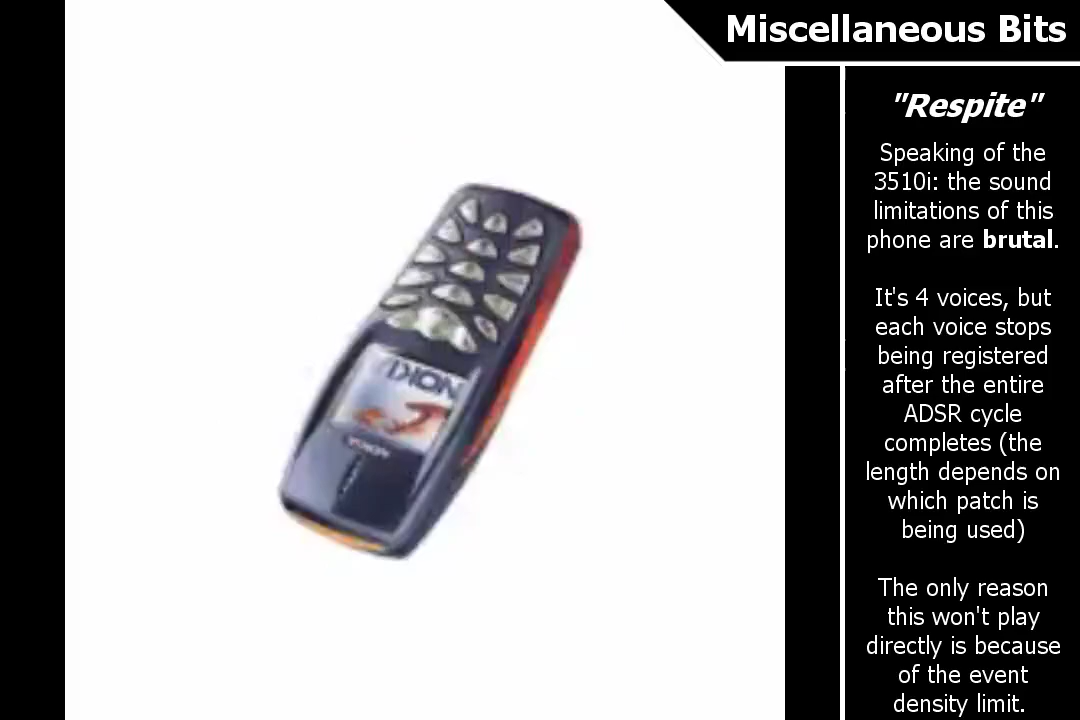 Miscellaneous Bits
"Respite"
Speaking of the
3510i: the sound
limitations of this
phone are brutal.
It's 4 voices, but
each voice stops
being registered
after the entire
ADSR cycle
completes (the
length depends on
which patch is
being used)
The only reason
this won't play
directly is because
of the event
density limit.
NOKI
NOKIA